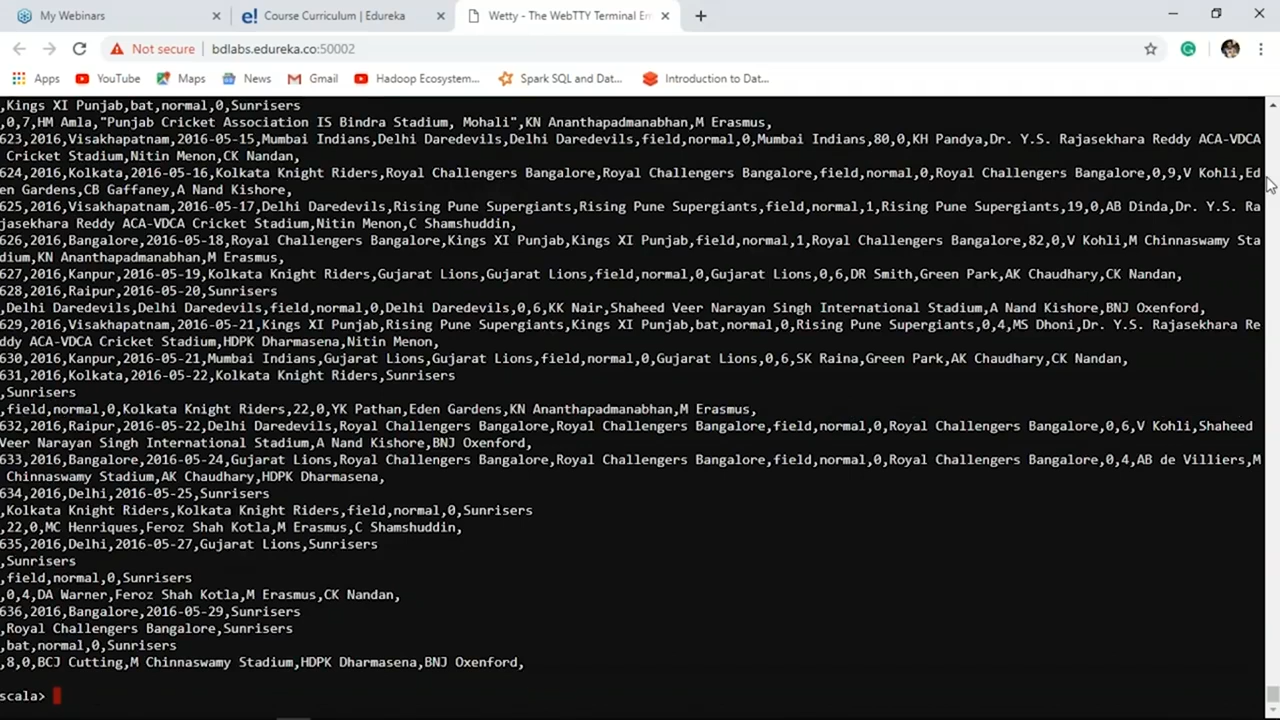 My Webinars
Course Curriculum | Edureka
Wetty - The WebTTY Terminal Em
Not secure
bdlabs.edureka.co:50002
Apps
YouTube
Maps
News
Gmail
Hadoop Ecosystem...
Spark SQL and Dat...
Introduction to Dat...
,Kings XI Punjab,bat,normal,0,Sunrisers
,0,7,HM Amla,"Punjab Cricket Association IS Bindra Stadium, Mohali",KN Ananthapadmanabhan,M Erasmus,
623,2016,Visakhapatnam,2016-05-15,Mumbai Indians,Delhi Daredevils,Delhi Daredevils,field,normal,0,Mumbai Indians,80,0,KH Pandya,Dr. Y.S. Rajasekhara Reddy ACA-VDCA
Cricket Stadium,Nitin Menon,CK Nandan,
624,2016,Kolkata,2016-05-16,Kolkata Knight Riders,Royal Challengers Bangalore,Royal Challengers Bangalore,field,normal,0,Royal Challengers Bangalore,0,9,V Kohli,Ed
en Gardens,CB Gaffaney,A Nand Kishore,
625,2016,Visakhapatnam,2016-05-17,Delhi Daredevils,Rising Pune Supergiants,Rising Pune Supergiants,field,normal,1,Rising Pune Supergiants,19,0,AB Dinda,Dr. Y.S. Ra
jasekhara Reddy ACA-VDCA Cricket Stadium,Nitin Menon,C Shamshuddin,
626,2016,Bangalore,2016-05-18,Royal Challengers Bangalore,Kings XI Punjab,Kings XI Punjab,field,normal,1,Royal Challengers Bangalore,82,0,V Kohli,M Chinnaswamy Sta
dium,KN Ananthapadmanabhan,M Erasmus,
627,2016,Kanpur,2016-05-19,Kolkata Knight Riders,Gujarat Lions,Gujarat Lions,field,normal,0,Gujarat Lions,0,6,DR Smith,Green Park,AK Chaudhary,CK Nandan,
628,2016,Raipur,2016-05-20,Sunrisers
,Delhi Daredevils,Delhi Daredevils,field,normal,0,Delhi Daredevils,0,6,KK Nair,Shaheed Veer Narayan Singh International Stadium,A Nand Kishore,BNJ Oxenford,
629,2016,Visakhapatnam,2016-05-21,Kings XI Punjab,Rising Pune Supergiants,Kings XI Punjab,bat,normal,0,Rising Pune Supergiants,0,4,MS Dhoni,Dr. Y.S. Rajasekhara Re
ddy ACA-VDCA Cricket Stadium,HDPK Dharmasena,Nitin Menon,
630,2016,Kanpur,2016-05-21,Mumbai Indians,Gujarat Lions,Gujarat Lions,field,normal,0,Gujarat Lions,0,6,SK Raina,Green Park,AK Chaudhary,CK Nandan,
631,2016,Kolkata,2016-05-22,Kolkata Knight Riders,Sunrisers
,Sunrisers
,field,normal,0,Kolkata Knight Riders,22,0,YK Pathan,Eden Gardens,KN Ananthapadmanabhan,M Erasmus,
632,2016,Raipur,2016-05-22,Delhi Daredevils,Royal Challengers Bangalore,Royal Challengers Bangalore,field,normal,0,Royal Challengers Bangalore,0,6,V Kohli,Shaheed
Veer Narayan Singh International Stadium,A Nand Kishore,BNJ Oxenford,
633,2016,Bangalore,2016-05-24,Gujarat Lions,Royal Challengers Bangalore,Royal Challengers Bangalore,field,normal,0,Royal Challengers Bangalore,0,4,AB de Villiers,M
Chinnaswamy Stadium,AK Chaudhary,HDPK Dharmasena,
634,2016,Delhi,2016-05-25,Sunrisers
,Kolkata Knight Riders,Kolkata Knight Riders,field,normal,0,Sunrisers
,22,0,MC Henriques,Feroz Shah Kotla,M Erasmus,C Shamshuddin,
635,2016,Delhi,2016-05-27,Gujarat Lions,Sunrisers
,Sunrisers
,field,normal,0,Sunrisers
,0,4,DA Warner,Feroz Shah Kotla,M Erasmus,CK Nandan,
636,2016,Bangalore,2016-05-29,Sunrisers
,Royal Challengers Bangalore,Sunrisers
,bat,normal,0,Sunrisers
,8,0,BCJ Cutting,M Chinnaswamy Stadium,HDPK Dharmasena,BNJ Oxenford,
scala>